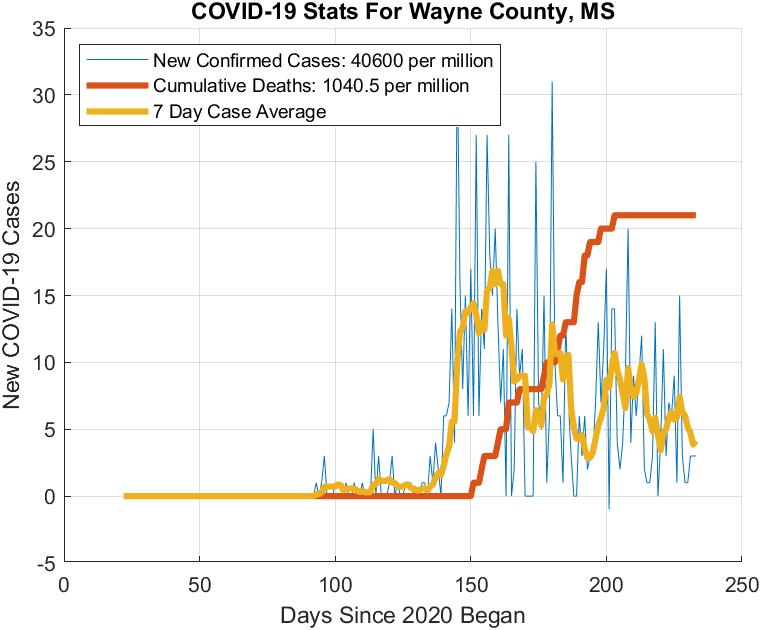 COVID-19 Stats For Wayne County, MS
New Confirmed Cases: 40600 per million
Cumulative Deaths: 1040.5 per million
7 Day Case Average
New COVID-19 Cases
35
30
25
20
15
10
5
0
-5
0
50
100
150
200
250
Days Since 2020 Began